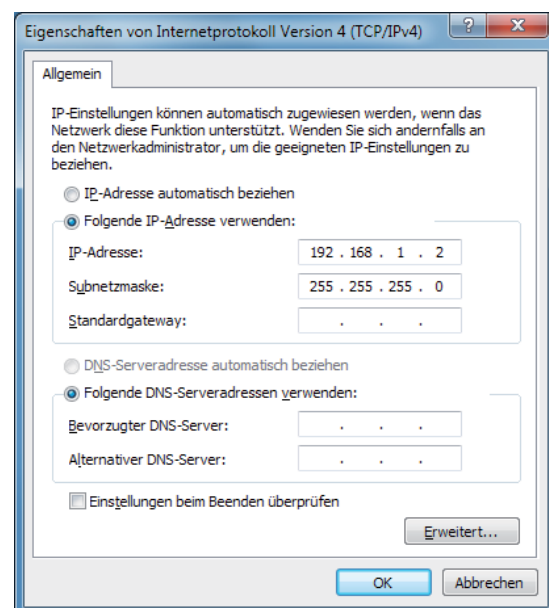 Eigenschaften von Internetprotokoll Version 4 (TCP/IPv4)
?
X
Allgemein
IP-Einstellungen können automatisch zugewiesen werden, wenn das
Netzwerk diese Funktion unterstützt. Wenden Sie sich andernfalls an
den Netzwerkadministrator, um die geeigneten IP-Einstellungen zu
beziehen.
IP-Adresse automatisch beziehen
Folgende IP-Adresse verwenden:
IP-Adresse: 192 . 168 . 1 . 2
Subnetzmaske: 255 . 255 . 255 . 0
Standardgateway: . . .
DNS-Serveradresse automatisch beziehen
Folgende DNS-Serveradressen verwenden:
Bevorzugter DNS-Server: . . .
Alternativer DNS-Server: . . .
Einstellungen beim Beenden überprüfen
Erweitert...
OK Abbrechen